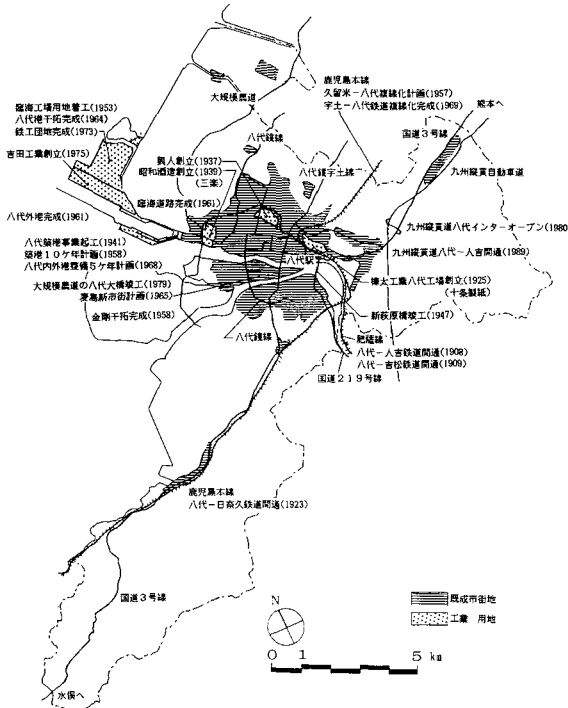 鹿児島本線
久留米－八代複線化計画(1957)
宇土－八代鉄道複線化完成(1969)
熊本へ
大規模農道
国道3号線
臨海工場用地着工(1953)
八代港干拓完成(1964)
鉄工団地完成(1973)
八代鏡線
九州縦貫自動車道
吉田工業創立(1975)
興人創立(1937)
昭和酒造創立(1939)
(三楽)
八代鏡宇土線
臨海道路完成(1961)
八代外港完成(1961)
九州縦貫道八代インターオープン(1980)
八代築港事業起工(1941)
築港10ケ年計画(1958)
八代内外港整備5ケ年計画(1968)
九州縦貫道八代－人吉開通(1989)
八代駅
大規模農道の八代大橋竣工(1979)
麦島新市街計画(1965)
樺太工業八代工場創立(1925)
(十条製紙)
金剛干拓完成(1958)
新萩原橋竣工(1947)
八代鏡線
肥薩線
八代－人吉鉄道開通(1908)
八代－吉松鉄道開通(1909)
国道219号線
鹿児島本線
八代－日奈久鉄道開通(1923)
国道3号線
既成市街地
工業 用地
N
0 1 5 km
水俣へ